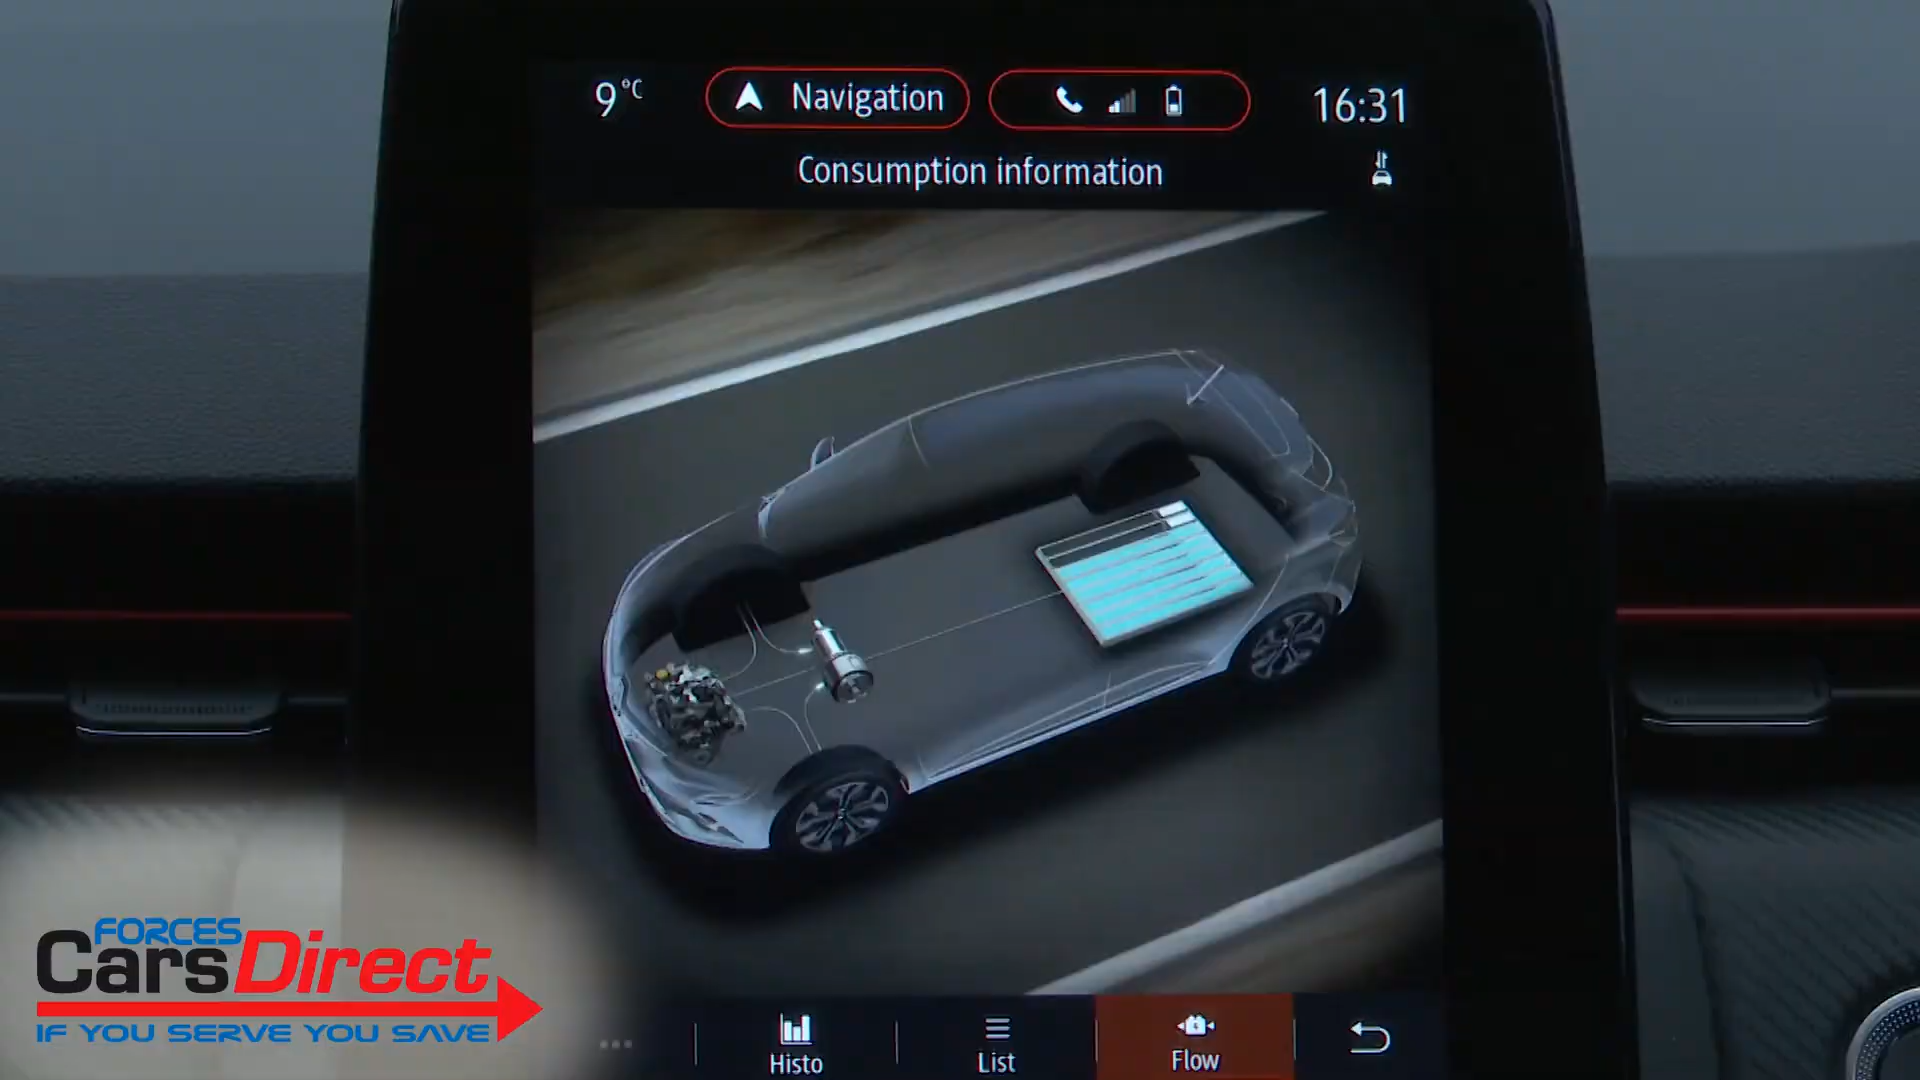 9°C
Navigation
16:31
Consumption information
FORCES
CarsDirect
IF YOU SERVE YOU SAVE
Histo
List
Flow